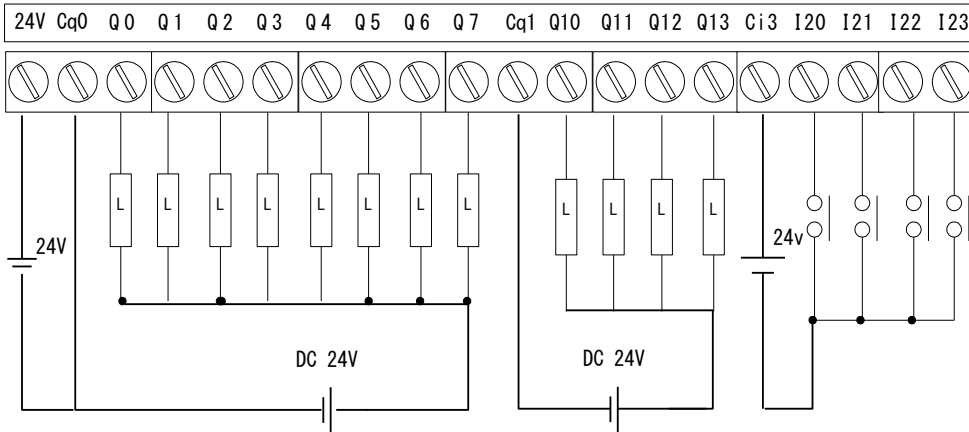 24V Cq0 Q0 Q1 Q2 Q3 Q4 Q5 Q6 Q7 Cq1 Q10 Q11 Q12 Q13 Ci3 I20 I21 I22 I23
L L L L L L L L L L L L
24V
24v
DC 24V DC 24V